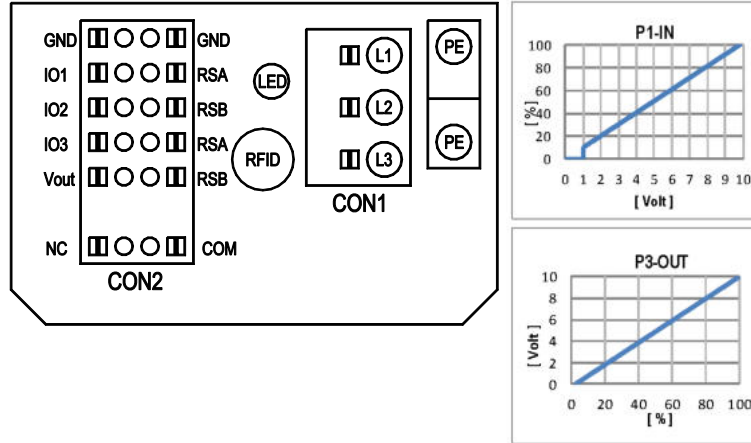 GND GND
IO1 RSA
IO2 RSB
IO3 RSA
Vout RSB
NC COM
CON2
LED
RFID
L1
L2
L3
CON1
PE
PE
P1-IN
100
80
60
40
20
0
[ % ]
0 1 2 3 4 5 6 7 8 9 10
[ Volt ]
P3-OUT
10
8
6
4
2
0
[ Volt ]
0 20 40 60 80 100
[ % ]